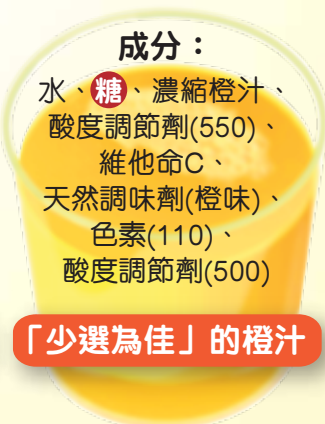 成分：
水、糖、濃縮橙汁、
酸度調節劑(550)、
維他命C、
天然調味劑(橙味)、
色素(110)、
酸度調節劑(500)
「少選為佳」的橙汁